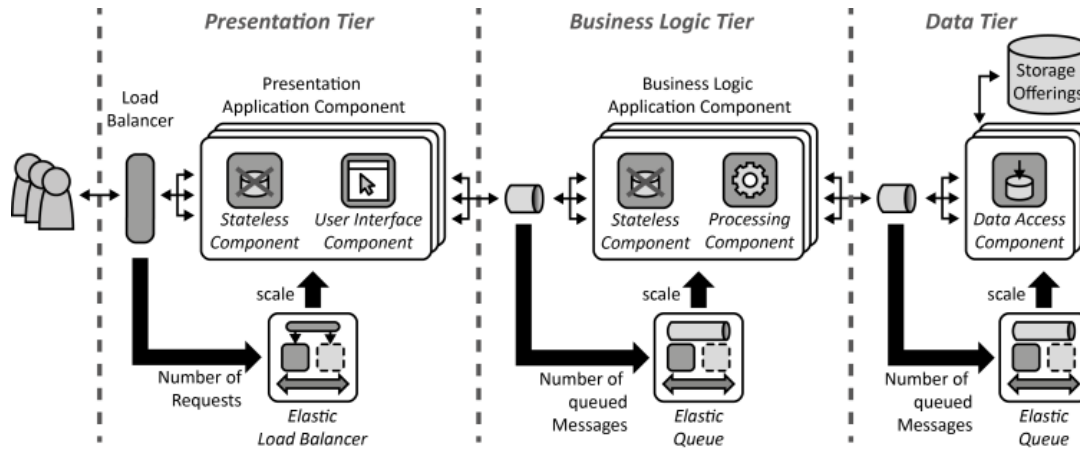 Presentation Tier
Business Logic Tier
Data Tier
Load
Balancer
Presentation
Application Component
Stateless
Component
User Interface
Component
scale
Number of
Requests
Elastic
Load Balancer
Business Logic
Application Component
Stateless
Component
Processing
Component
scale
Number of
queued
Messages
Elastic
Queue
Storage
Offerings
Data Access
Component
scale
Number of
queued
Messages
Elastic
Queue